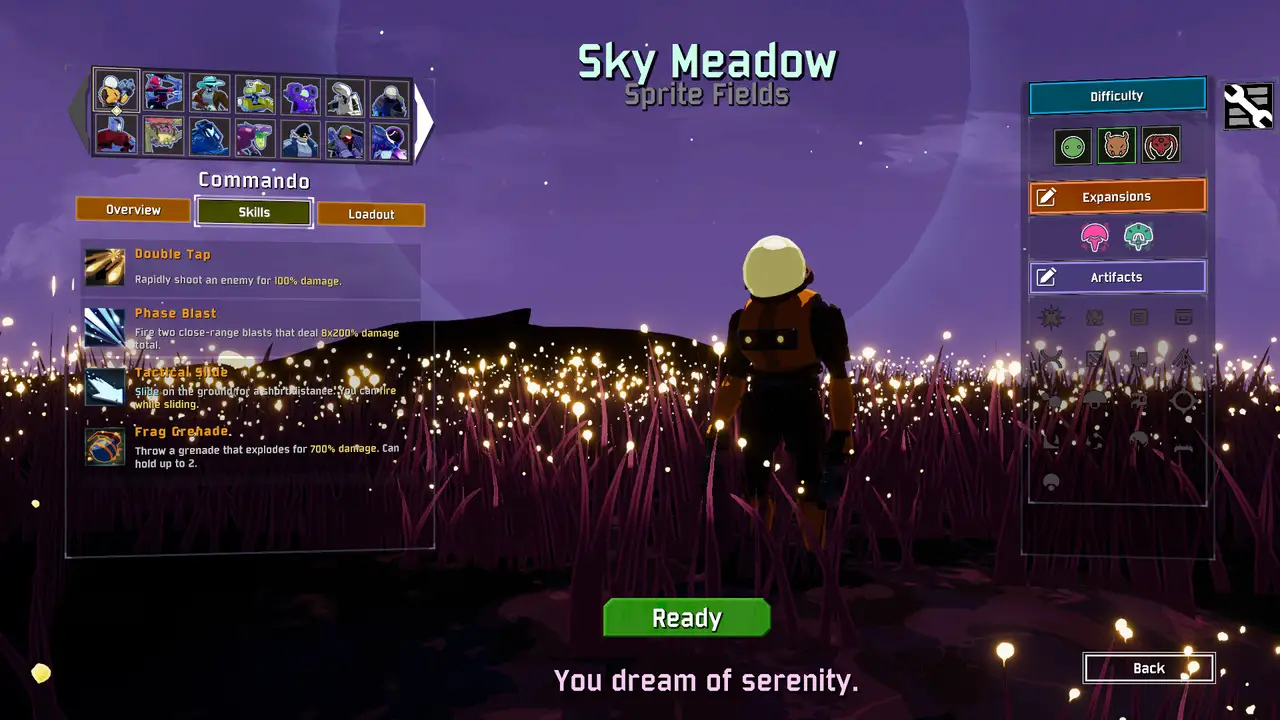 Sky Meadow
Sprite Fields
Commando
Overview
Skills
Loadout
Double Tap
Rapidly shoot an enemy for 100% damage.
Phase Blast
Fire two close-range blasts that deal 8x200% damage
total.
Tactical Slide
Slide on the ground for a short distance. You can fire
while sliding.
Frag Grenade
Throw a grenade that explodes for 700% damage. Can
hold up to 2.
Difficulty
Expansions
Artifacts
Ready
You dream of serenity.
Back